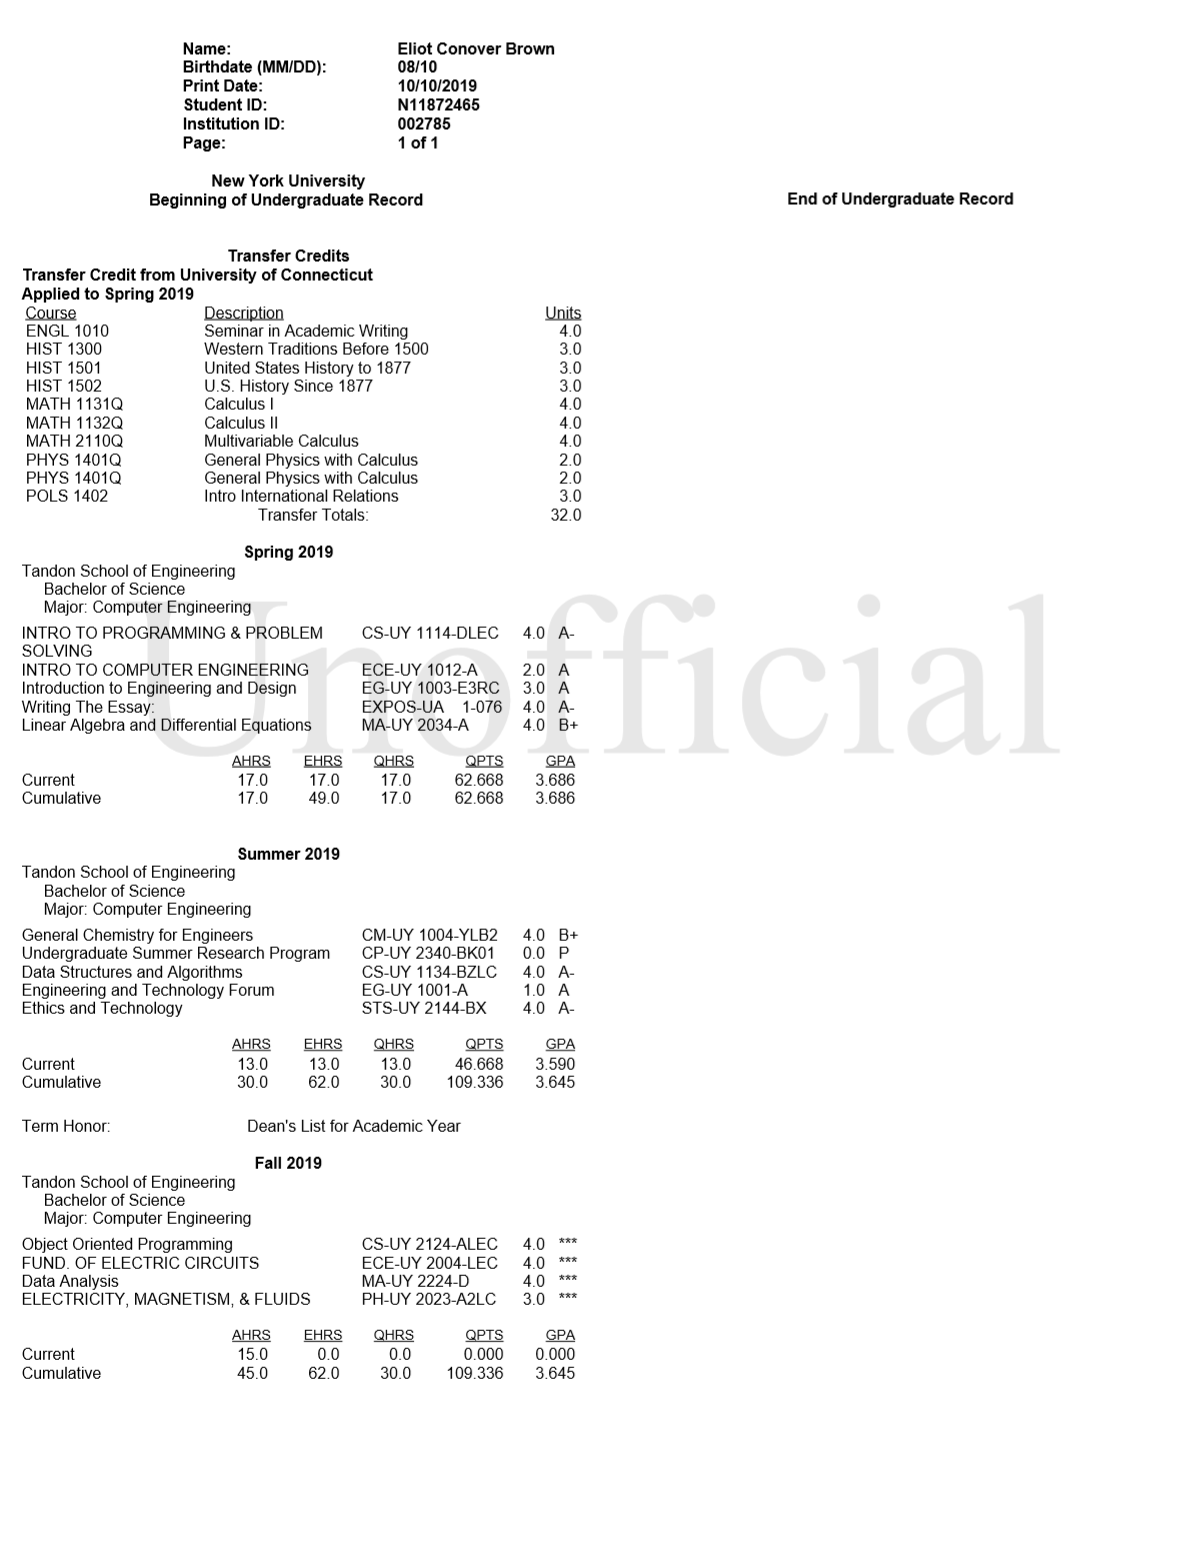 Name: Eliot Conover Brown
Birthdate (MM/DD): 08/10
Print Date: 10/10/2019
Student ID: N11872465
Institution ID: 002785
Page: 1 of 1
New York University
Beginning of Undergraduate Record
Transfer Credits
Transfer Credit from University of Connecticut
Applied to Spring 2019
Course Description Units
ENGL 1010 Seminar in Academic Writing 4.0
HIST 1300 Western Traditions Before 1500 3.0
HIST 1501 United States History to 1877 3.0
HIST 1502 U.S. History Since 1877 3.0
MATH 1131Q Calculus I 4.0
MATH 1132Q Calculus II 4.0
MATH 2110Q Multivariable Calculus 4.0
PHYS 1401Q General Physics with Calculus 2.0
PHYS 1401Q General Physics with Calculus 2.0
POLS 1402 Intro International Relations 3.0
Transfer Totals: 32.0
Spring 2019
Tandon School of Engineering
Bachelor of Science
Major: Computer Engineering
INTRO TO PROGRAMMING & PROBLEM CS-UY 1114-DLEC 4.0 A-
SOLVING
INTRO TO COMPUTER ENGINEERING ECE-UY 1012-A 2.0 A
Introduction to Engineering and Design EG-UY 1003-E3RC 3.0 A
Writing The Essay: EXPOS-UA 1-076 4.0 A-
Linear Algebra and Differential Equations MA-UY 2034-A 4.0 B+
AHRS EHRS QHRS QPTS GPA
Current 17.0 17.0 17.0 62.668 3.686
Cumulative 17.0 49.0 17.0 62.668 3.686
Summer 2019
Tandon School of Engineering
Bachelor of Science
Major: Computer Engineering
General Chemistry for Engineers CM-UY 1004-YLB2 4.0 B+
Undergraduate Summer Research Program CP-UY 2340-BK01 0.0 P
Data Structures and Algorithms CS-UY 1134-BZLC 4.0 A-
Engineering and Technology Forum EG-UY 1001-A 1.0 A
Ethics and Technology STS-UY 2144-BX 4.0 A-
AHRS EHRS QHRS QPTS GPA
Current 13.0 13.0 13.0 46.668 3.590
Cumulative 30.0 62.0 30.0 109.336 3.645
Term Honor: Dean's List for Academic Year
Fall 2019
Tandon School of Engineering
Bachelor of Science
Major: Computer Engineering
Object Oriented Programming CS-UY 2124-ALEC 4.0 ***
FUND. OF ELECTRIC CIRCUITS ECE-UY 2004-LEC 4.0 ***
Data Analysis MA-UY 2224-D 4.0 ***
ELECTRICITY, MAGNETISM, & FLUIDS PH-UY 2023-A2LC 3.0 ***
AHRS EHRS QHRS QPTS GPA
Current 15.0 0.0 0.0 0.000 0.000
Cumulative 45.0 62.0 30.0 109.336 3.645
End of Undergraduate Record
Unofficial